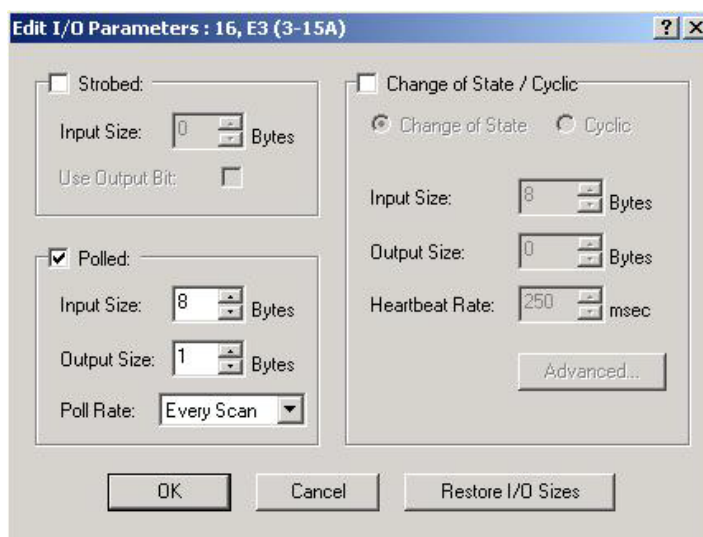 Edit I/O Parameters : 16, E3 (3-15A)
Strobed:
Input Size: 0 Bytes
Use Output Bit:
Polled:
Input Size: 8 Bytes
Output Size: 1 Bytes
Poll Rate: Every Scan
Change of State / Cyclic
Change of State Cyclic
Input Size: 8 Bytes
Output Size: 0 Bytes
Heartbeat Rate: 250 msec
Advanced...
OK Cancel Restore I/O Sizes